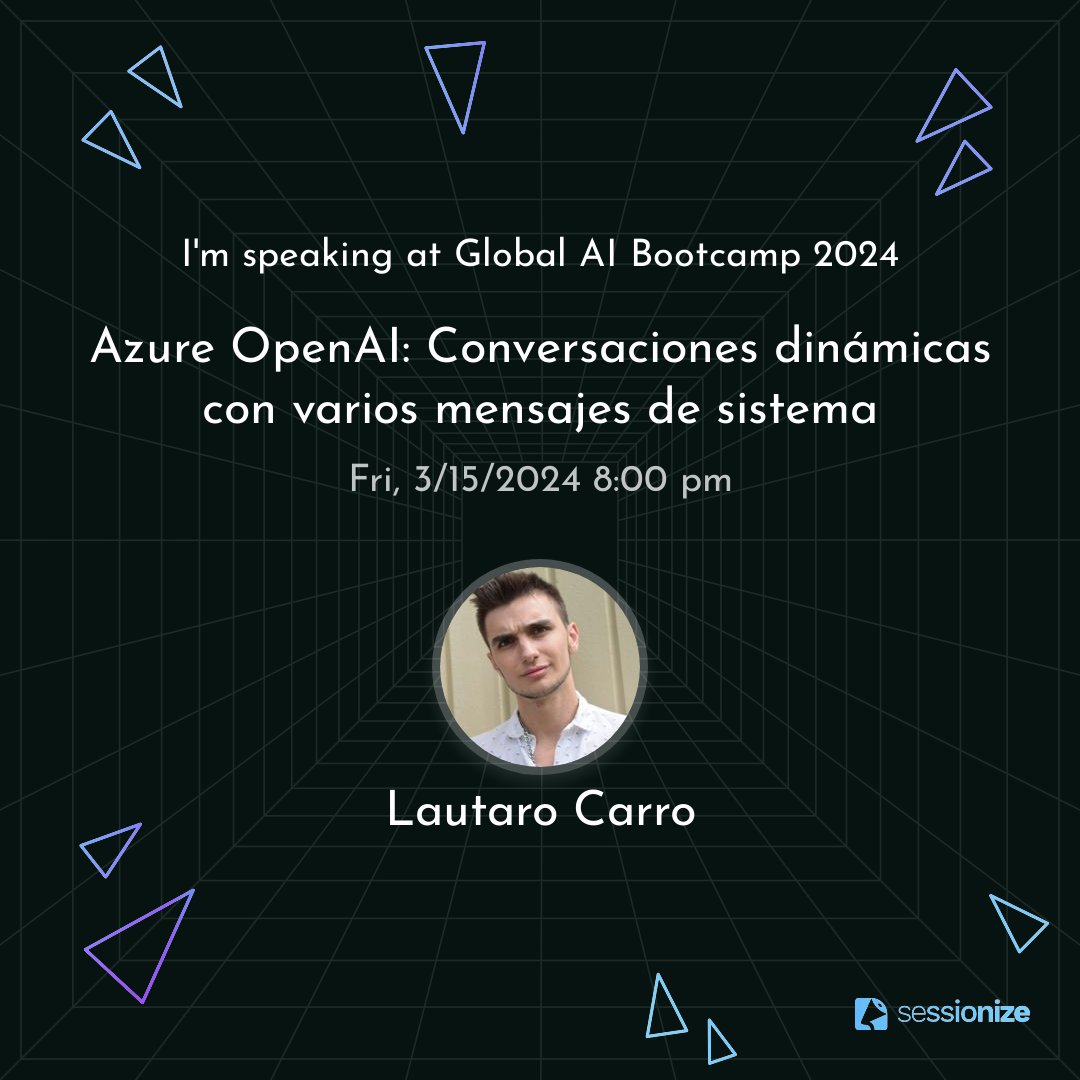 I'm speaking at Global AI Bootcamp 2024
Azure OpenAI: Conversaciones dinámicas
con varios mensajes de sistema
Fri, 3/15/2024 8:00 pm
Lautaro Carro
sessionize